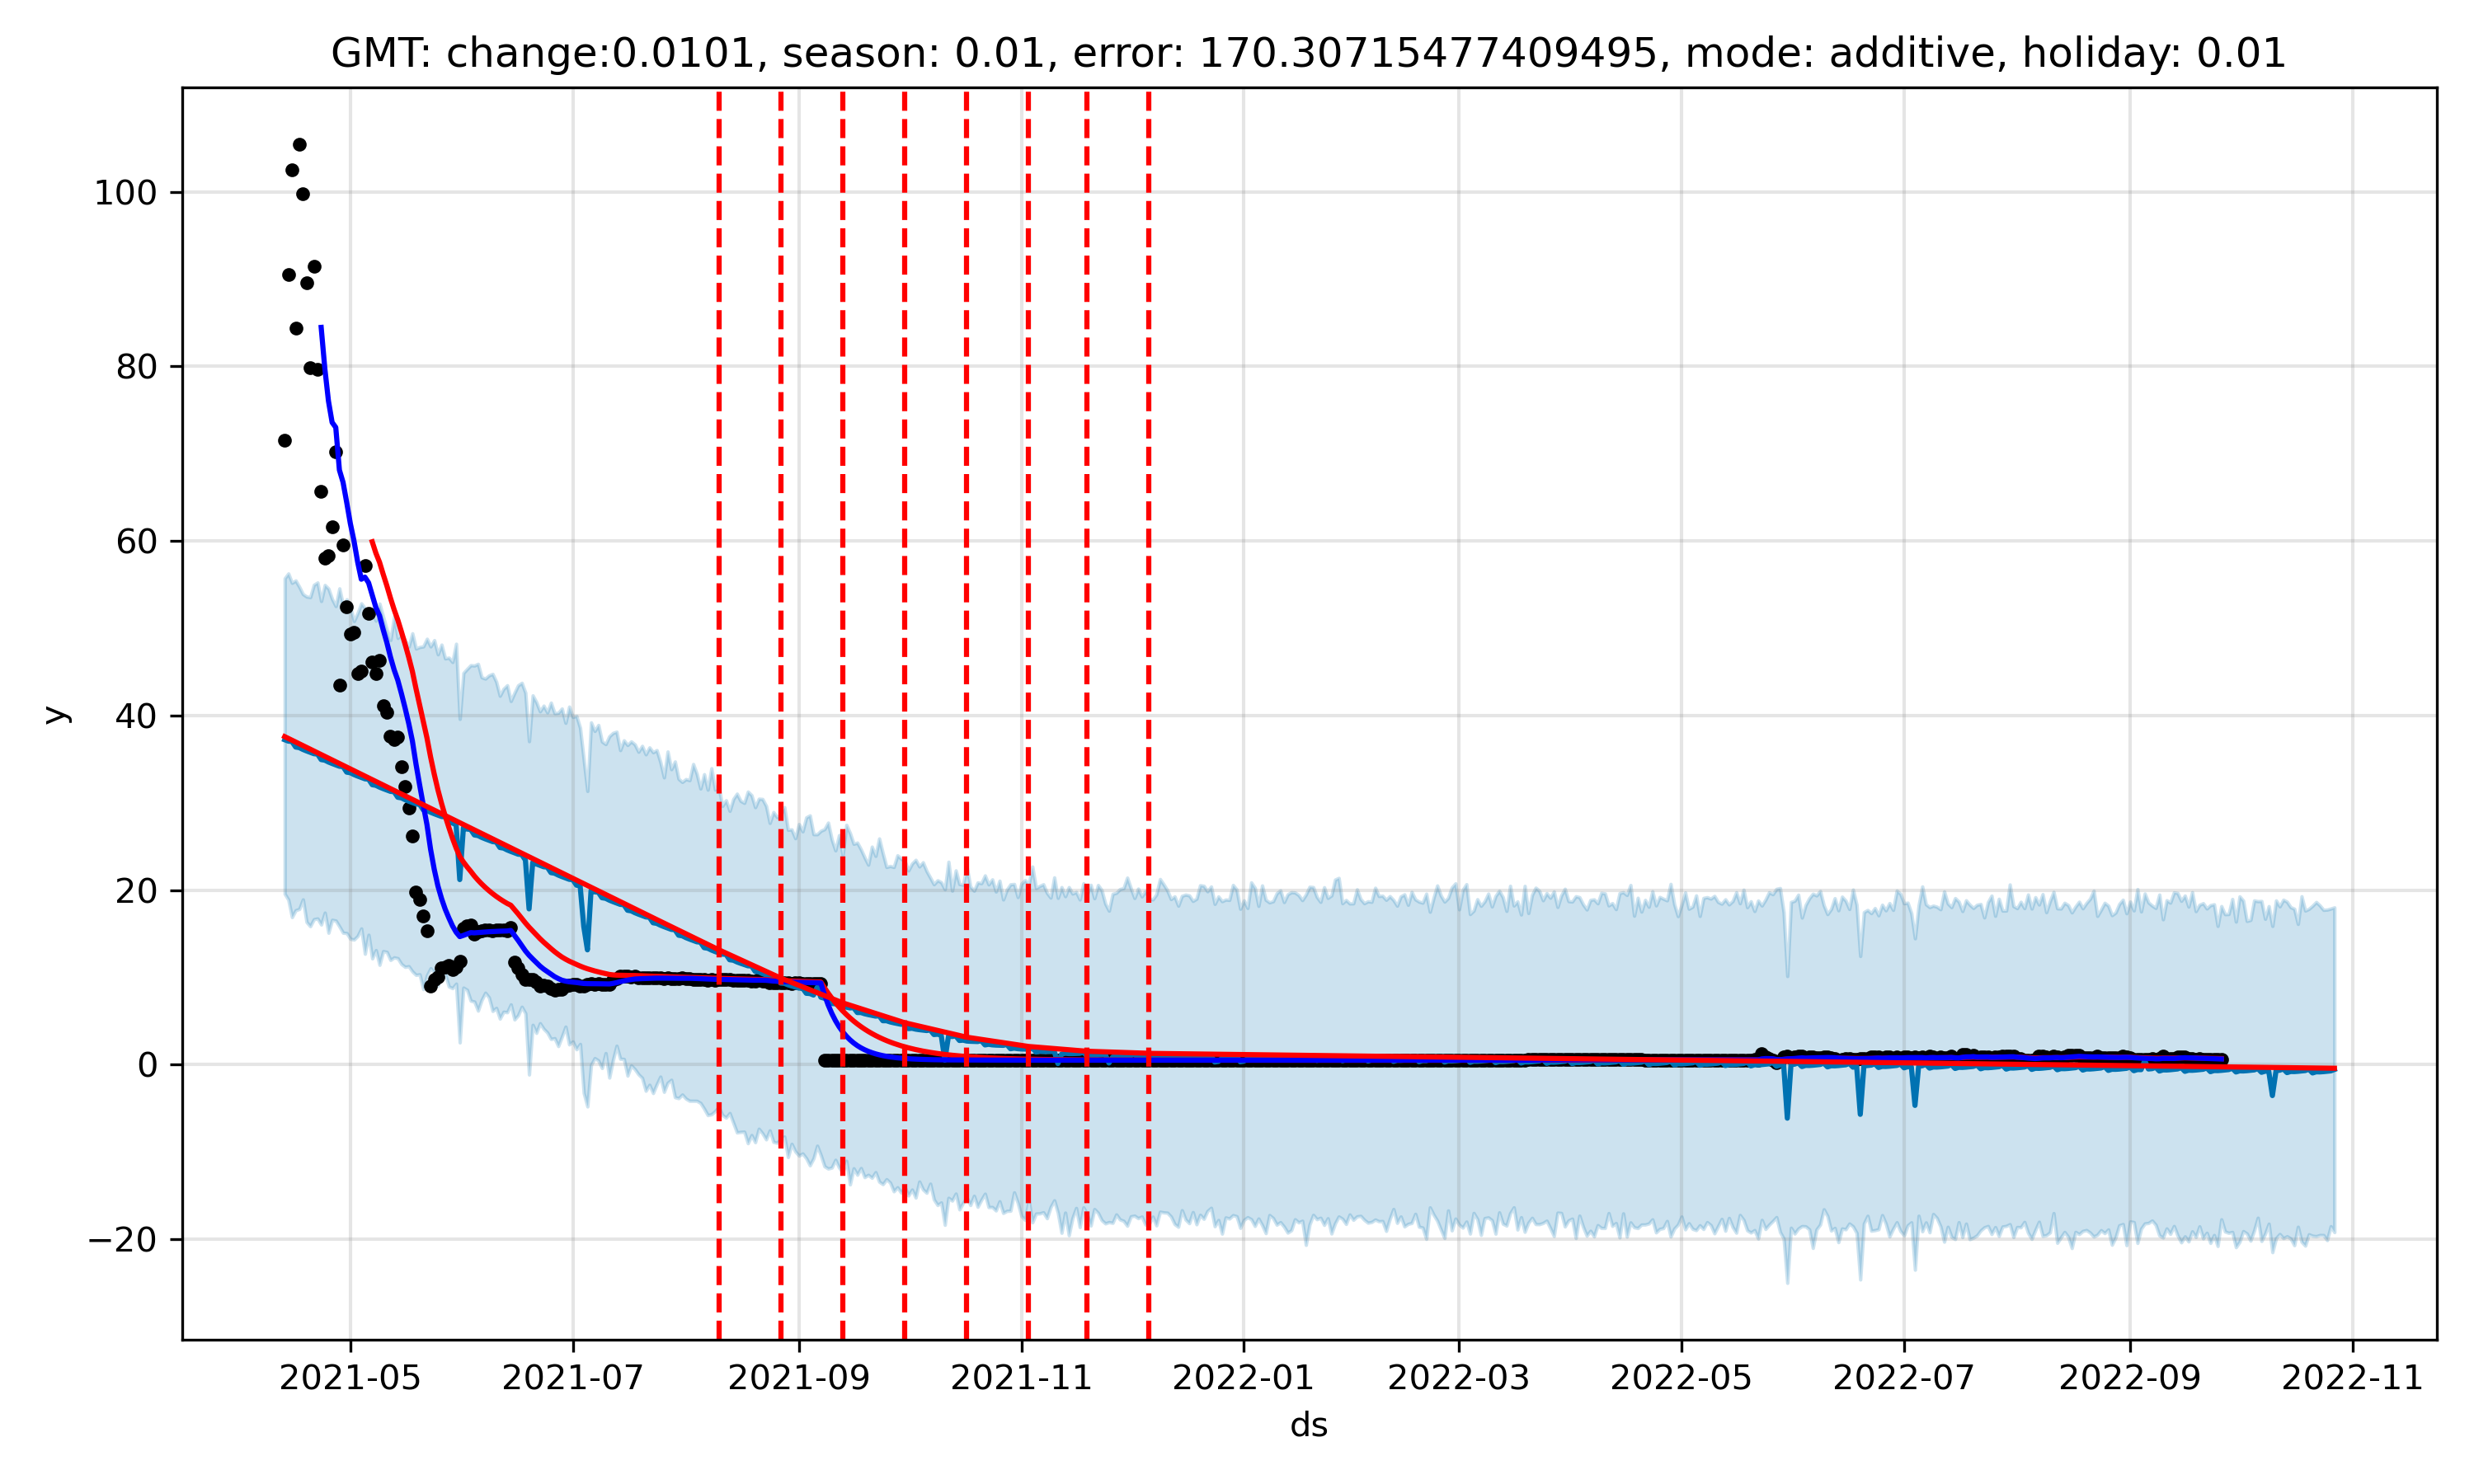 GMT: change:0.0101, season: 0.01, error: 170.30715477409495, mode: additive, holiday: 0.01
100
80
60
40
20
0
−20
y
2021-05 2021-07 2021-09 2021-11 2022-01 2022-03 2022-05 2022-07 2022-09 2022-11
ds